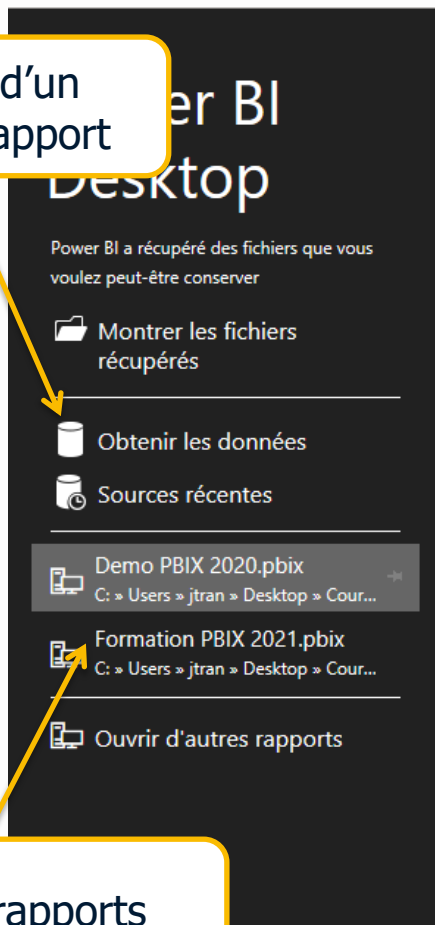 d’un
apport
er BI
Desktop
Power BI a récupéré des fichiers que vous
voulez peut-être conserver
Montrer les fichiers
récupérés
Obtenir les données
Sources récentes
Demo PBIX 2020.pbix
C: » Users » jtran » Desktop » Cour...
Formation PBIX 2021.pbix
C: » Users » jtran » Desktop » Cour...
Ouvrir d'autres rapports
rapports